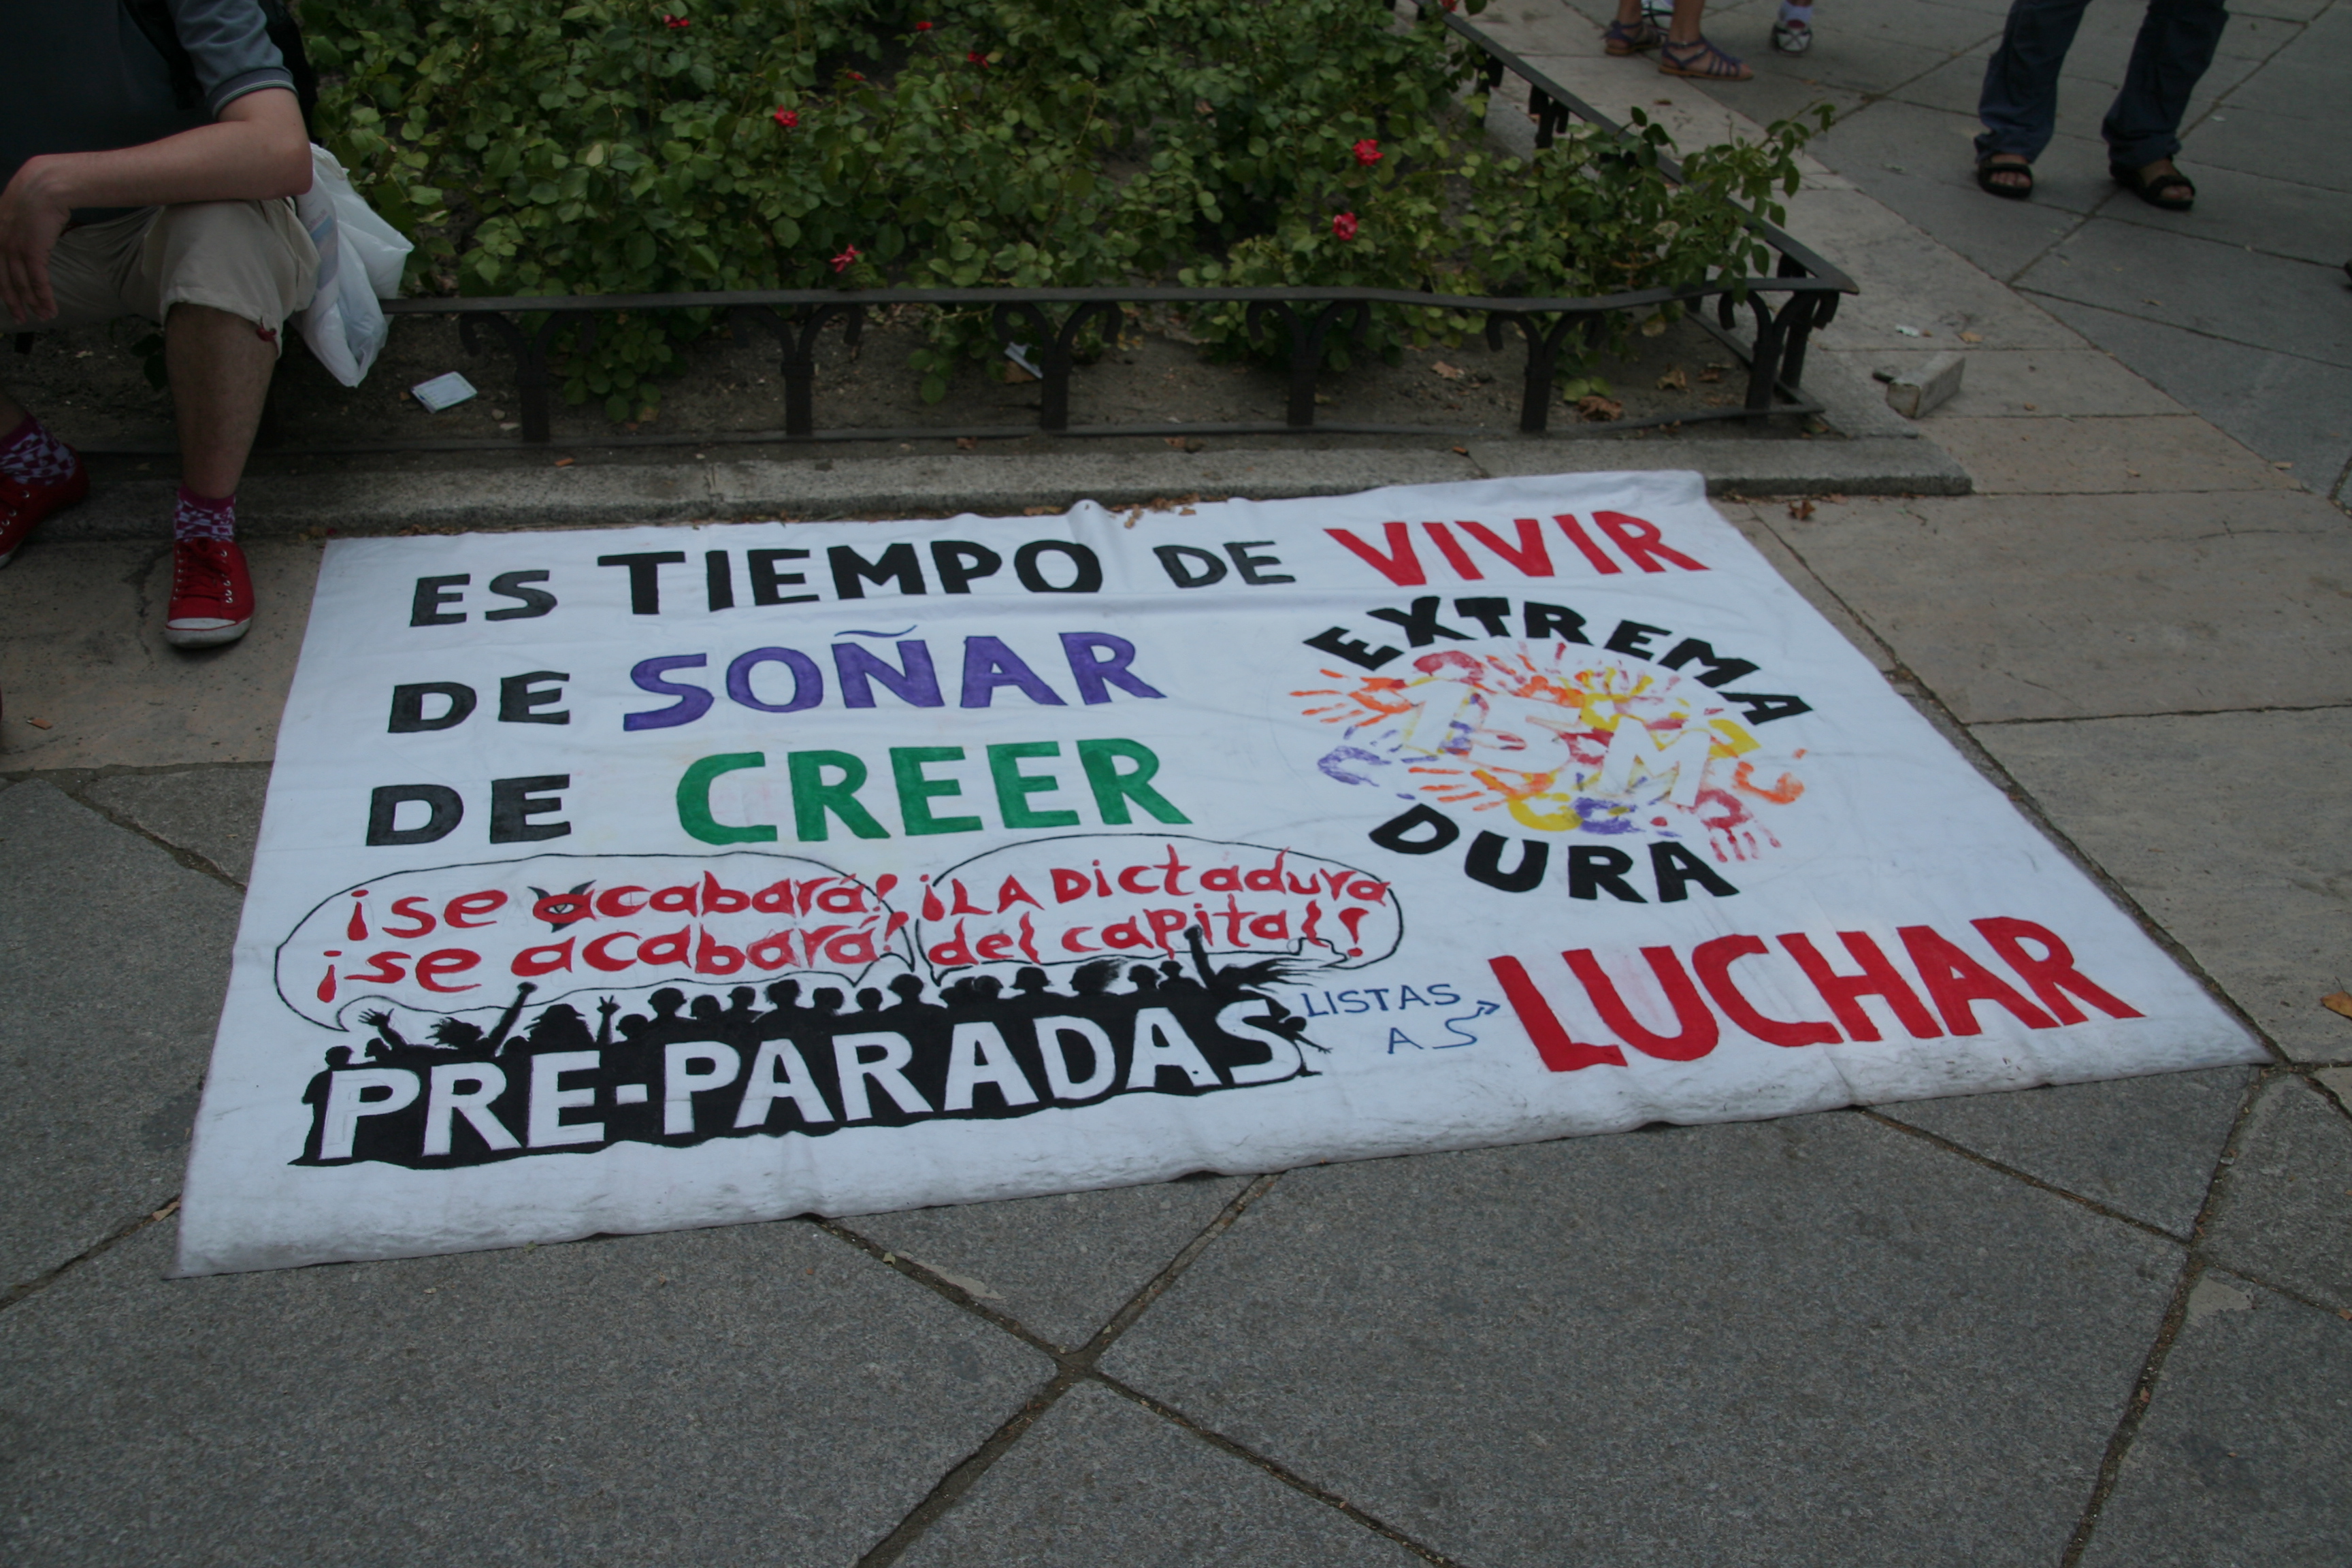 ES TIEMPO DE VIVIR
DE SOÑAR
DE CREER
EXTREMA
15.M
DURA
¡se acabará!
¡se acabará!
¡LA Dictadura
del capital!
PRE-PARADAS
LISTAS
A S
LUCHAR